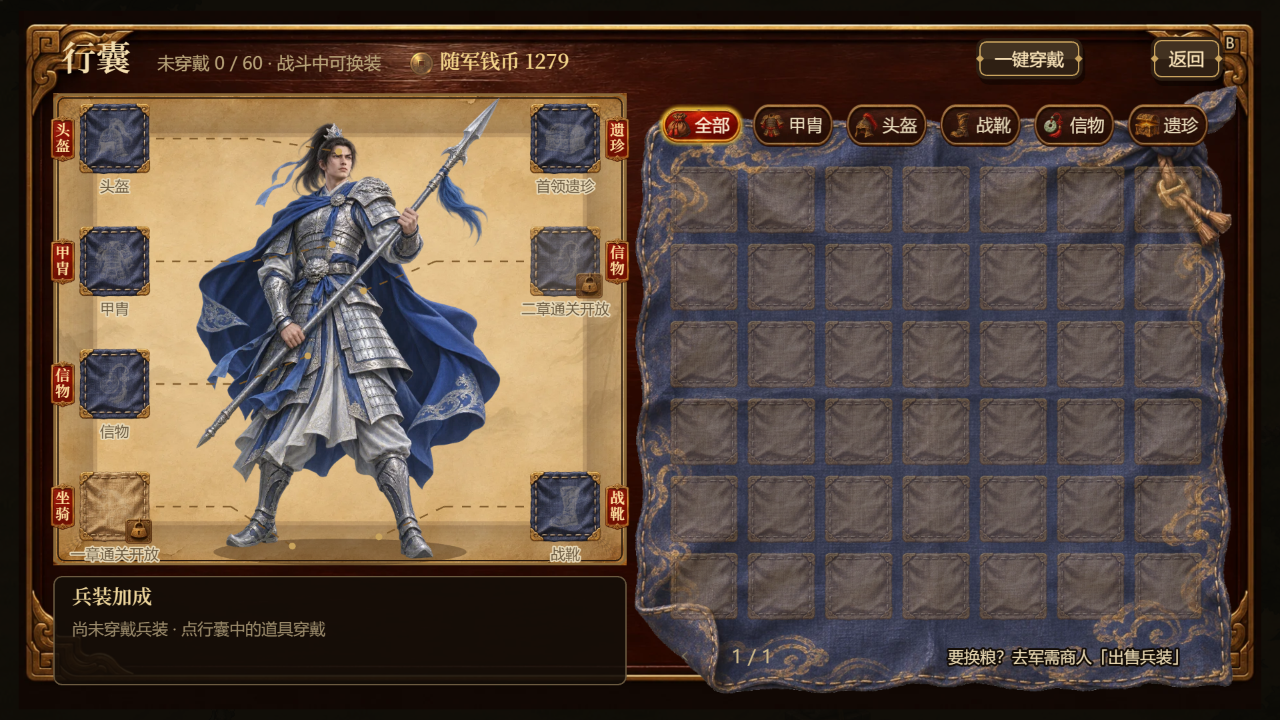 行囊
未穿戴 0 / 60 · 战斗中可换装
随军钱币 1279
一键穿戴
返回
B
头盔
头盔
遗珍
首领遗珍
甲胄
甲胄
信物
二章通关开放
信物
信物
坐骑
一章通关开放
战靴
战靴
全部
甲胄
头盔
战靴
信物
遗珍
兵装加成
尚未穿戴兵装 · 点行囊中的道具穿戴
1 / 1
要换粮？去军需商人「出售兵装」